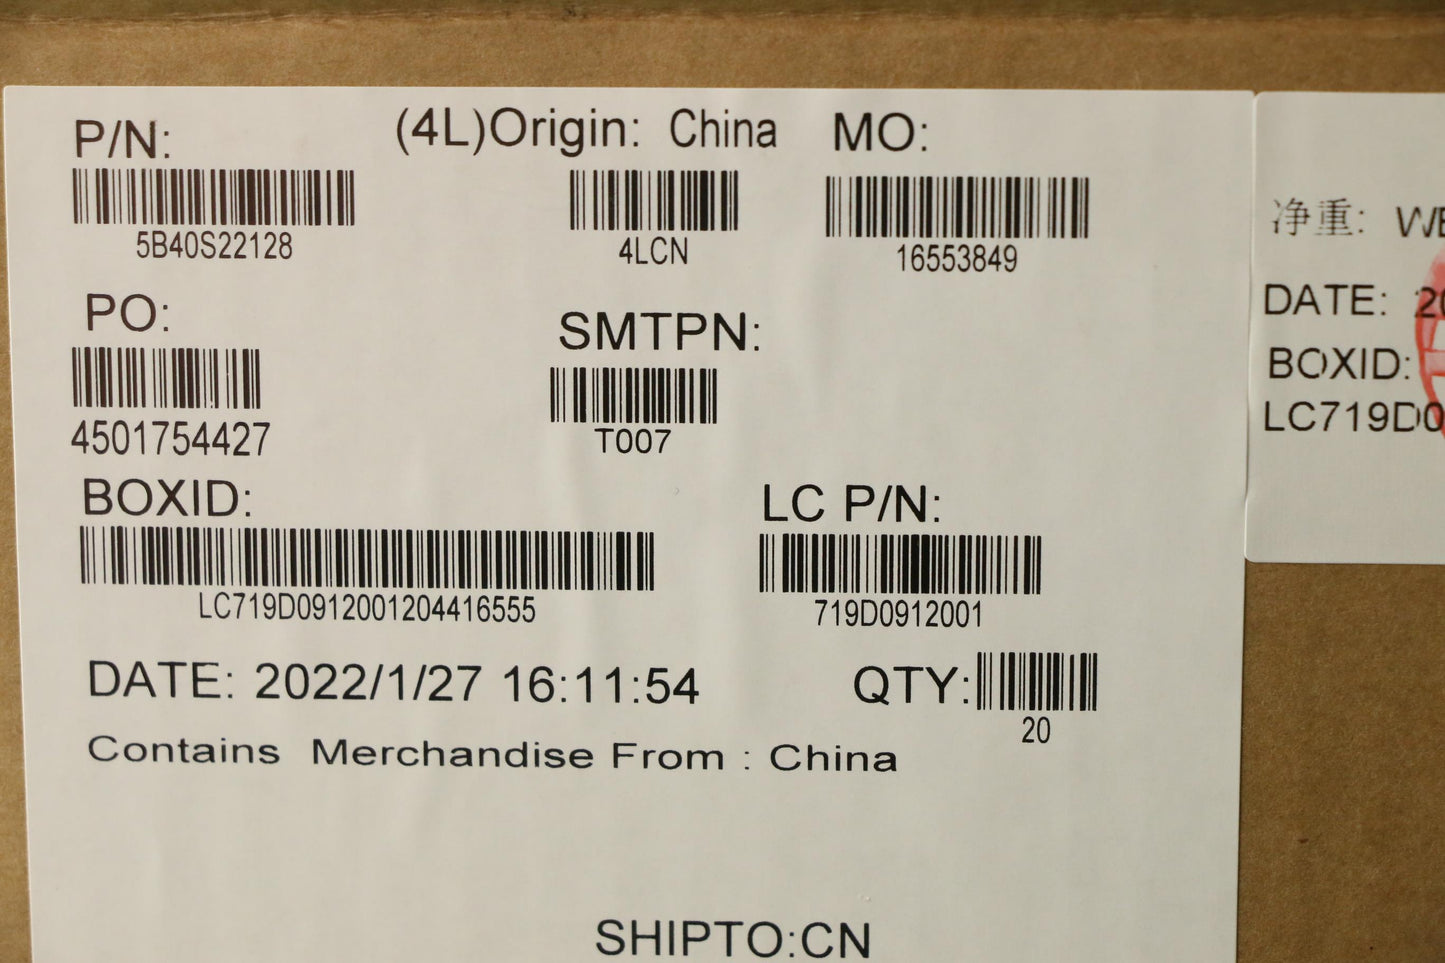 P/N: (4L)Origin: China MO:
5B40S22128 4LCN 16553849
PO: SMTPN:
4501754427 T007
BOXID: LC P/N:
LC719D0912001204416555 719D0912001
DATE: 2022/1/27 16:11:54 QTY:
20
Contains Merchandise From : China
SHIPTO:CN
净重:
DATE:
BOXID:
LC719D0